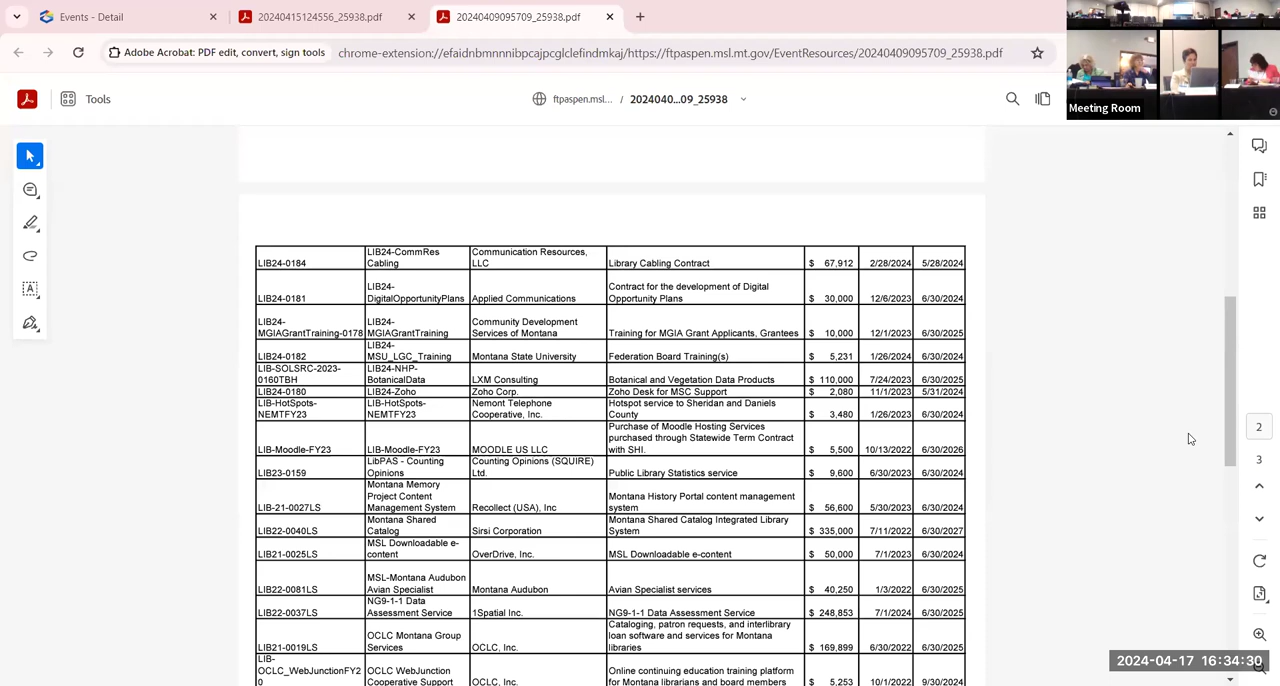 Events - Detail
20240415124556_25938.pdf
20240409095709_25938.pdf
Adobe Acrobat: PDF edit, convert, sign tools
chrome-extension://efaidnbmnnnibpcajpcglclefindmkaj/https://ftpaspen.msl.mt.gov/EventResources/20240409095709_25938.pdf
Meeting Room
Tools
ftpaspen.msl... / 2024040...09_25938
LIB24-0184 LIB24-CommRes Cabling Communication Resources, LLC Library Cabling Contract $ 67,912 2/28/2024 5/28/2024
LIB24-0181 LIB24-DigitalOpportunityPlans Applied Communications Contract for the development of Digital Opportunity Plans $ 30,000 12/6/2023 6/30/2024
LIB24-MGIAGrantTraining-0178 LIB24-MGIAGrantTraining Community Development Services of Montana Training for MGIA Grant Applicants, Grantees $ 10,000 12/1/2023 6/30/2025
LIB24-0182 LIB24-MSU_LGC_Training Montana State University Federation Board Training(s) $ 5,231 1/26/2024 6/30/2024
LIB-SOLSRC-2023-0160TBH LIB24-NHP-BotanicalData LXM Consulting Botanical and Vegetation Data Products $ 110,000 7/24/2023 6/30/2025
LIB24-0180 LIB24-Zoho Zoho Corp. Zoho Desk for MSC Support $ 2,080 11/1/2023 5/31/2024
LIB-HotSpots-NEMTFY23 LIB-HotSpots-NEMTFY23 Nemont Telephone Cooperative, Inc. Hotspot service to Sheridan and Daniels County $ 3,480 1/26/2023 6/30/2024
LIB-Moodle-FY23 LIB-Moodle-FY23 MOODLE US LLC Purchase of Moodle Hosting Services purchased through Statewide Term Contract with SHI. $ 5,500 10/13/2022 6/30/2026
LIB23-0159 LibPAS - Counting Opinions Counting Opinions (SQUIRE) Ltd. Public Library Statistics service $ 9,600 6/30/2023 6/30/2024
LIB-21-0027LS Montana Memory Project Content Management System Recollect (USA), Inc Montana History Portal content management system $ 56,600 5/30/2023 6/30/2024
LIB22-0040LS Montana Shared Catalog Sirsi Corporation Montana Shared Catalog Integrated Library System $ 335,000 7/11/2022 6/30/2027
LIB21-0025LS MSL Downloadable e-content OverDrive, Inc. MSL Downloadable e-content $ 50,000 7/1/2023 6/30/2024
LIB22-0081LS MSL-Montana Audubon Avian Specialist Montana Audubon Avian Specialist services $ 40,250 1/3/2022 6/30/2025
LIB22-0037LS NG9-1-1 Data Assessment Service 1Spatial Inc. NG9-1-1 Data Assessment Service $ 248,853 7/1/2024 6/30/2025
LIB21-0019LS OCLC Montana Group Services OCLC, Inc. Cataloging, patron requests, and interlibrary loan software and services for Montana libraries $ 169,899 6/30/2022 6/30/2025
LIB-OCLC_WebJunctionFY20 OCLC WebJunction Cooperative Support OCLC, Inc. Online continuing education training platform for Montana librarians and board members $ 5,253 10/1/2022 9/30/2024
2
3
2024-04-17 16:34:30